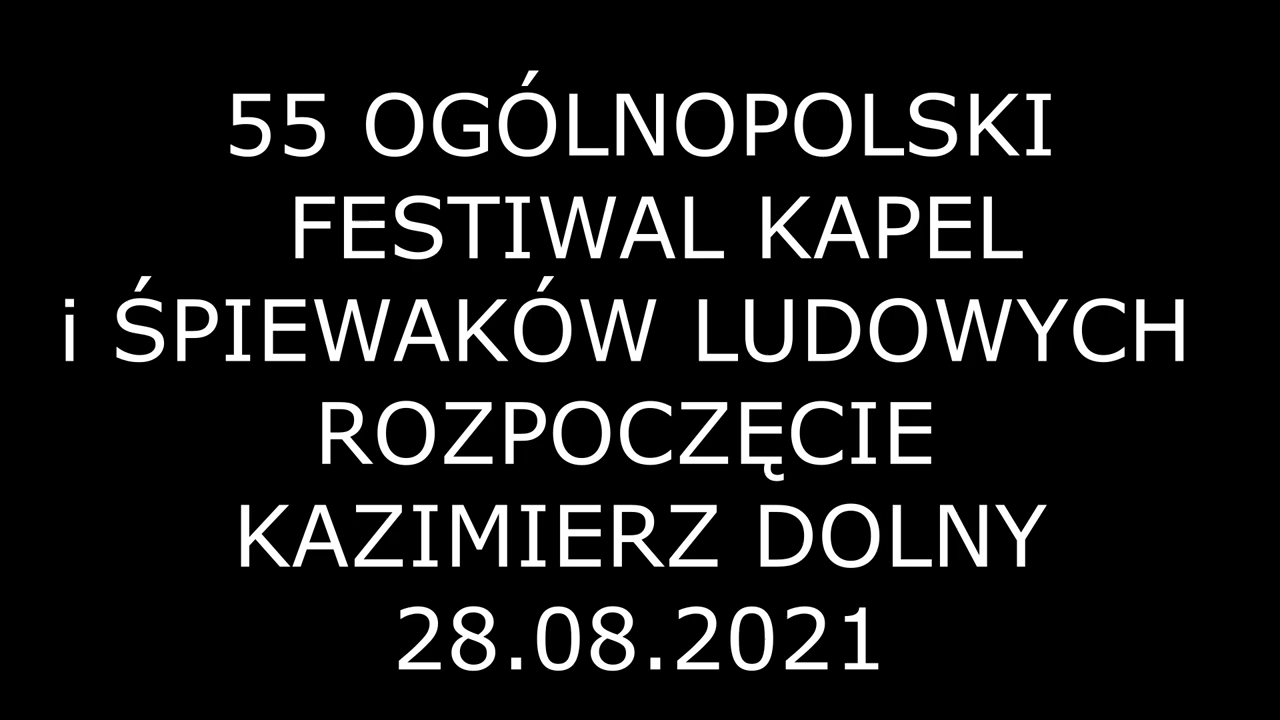 55 OGÓLNOPOLSKI
FESTIWAL KAPEL
i ŚPIEWAKÓW LUDOWYCH
ROZPOCZĘCIE
KAZIMIERZ DOLNY
28.08.2021